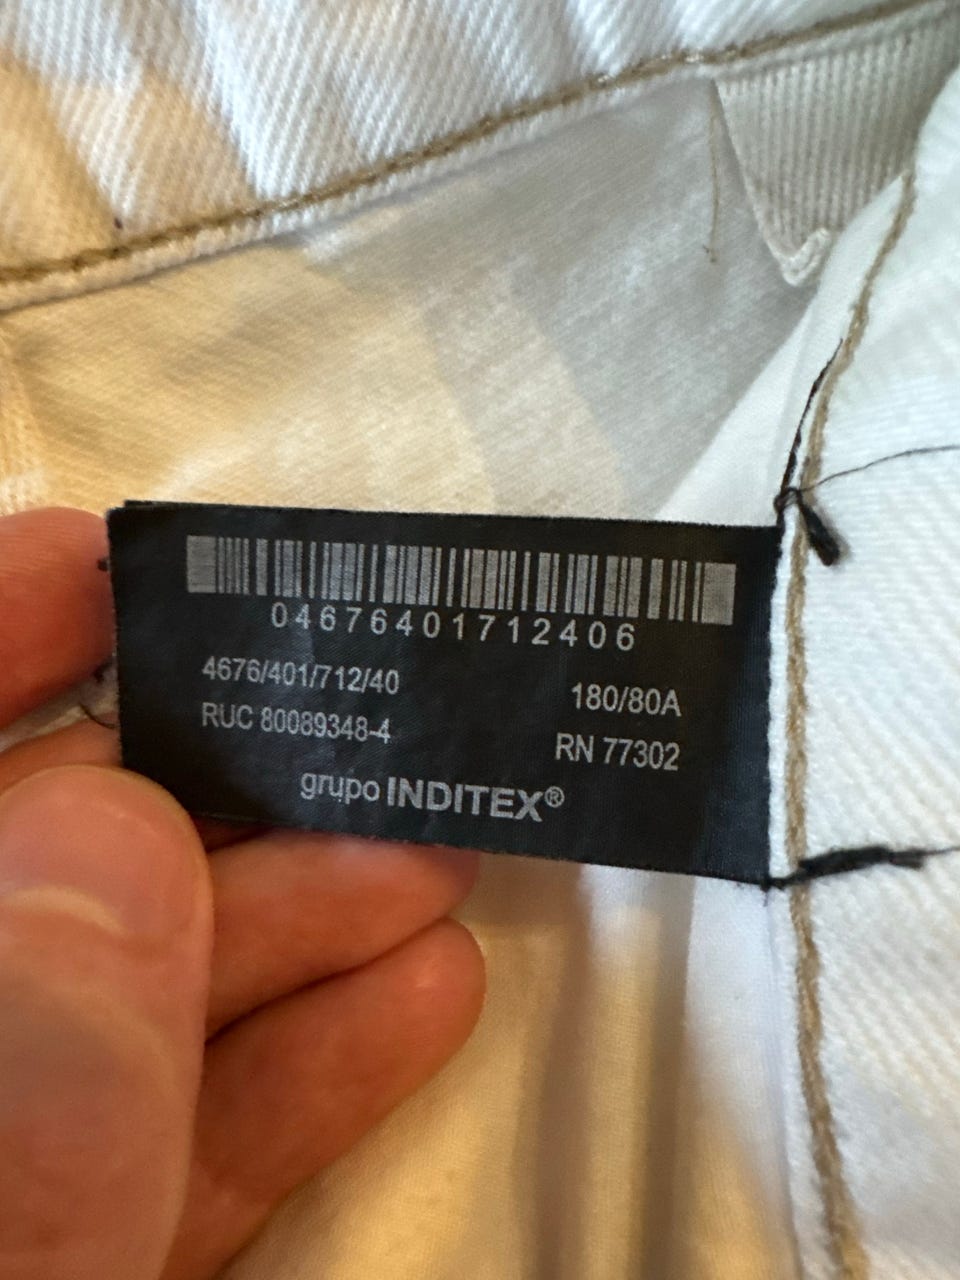 04676401712406
4676/401/712/40
180/80A
RUC 80089348-4
RN 77302
grupo INDITEX®